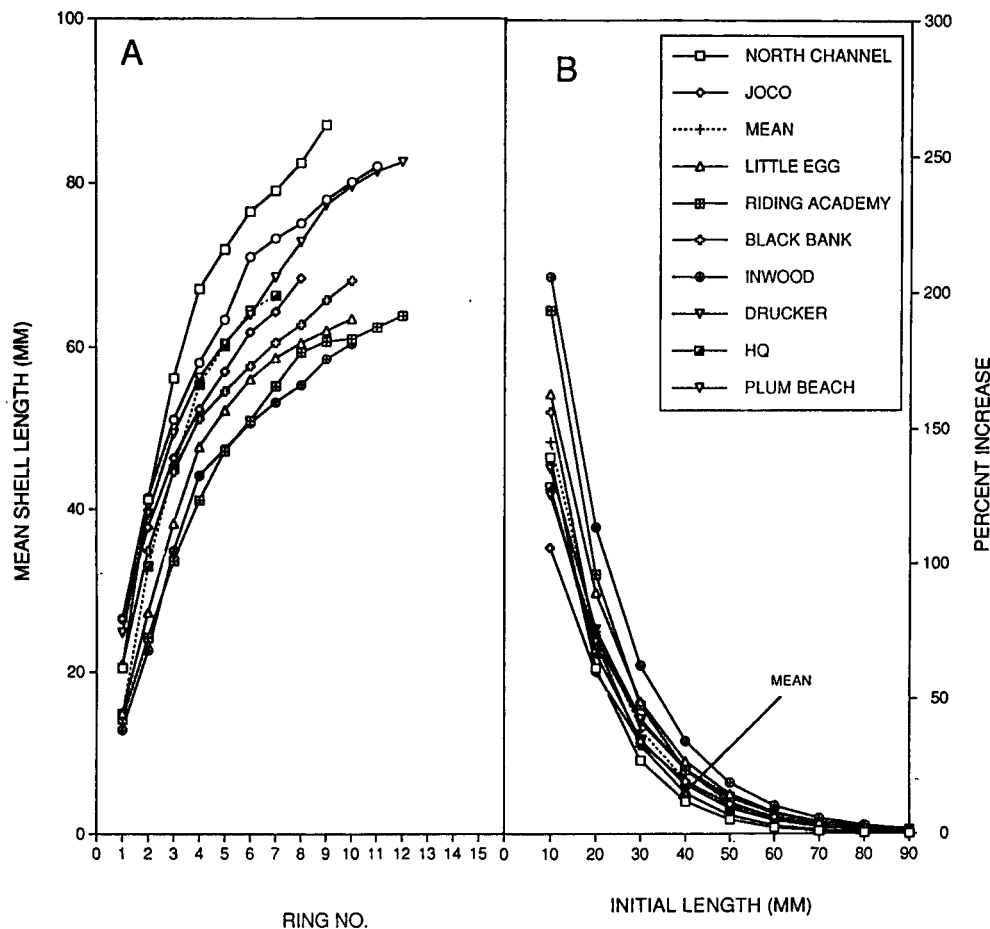 A
MEAN SHELL LENGTH (MM)
100
80
60
40
20
0
0 1 2 3 4 5 6 7 8 9 10 11 12 13 14 15
RING NO.
B
NORTH CHANNEL
JOCO
MEAN
LITTLE EGG
RIDING ACADEMY
BLACK BANK
INWOOD
DRUCKER
HQ
PLUM BEACH
MEAN
300
250
200
150
100
50
0
PERCENT INCREASE
0 10 20 30 40 50 60 70 80 90
INITIAL LENGTH (MM)